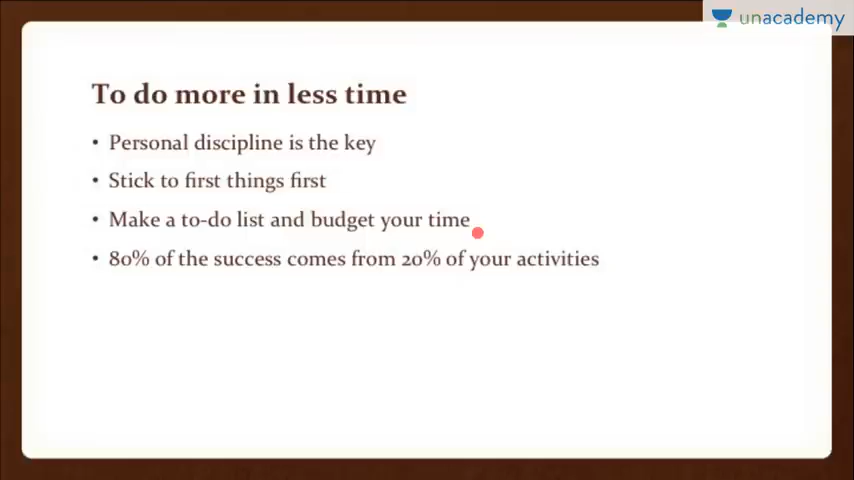 unacademy
To do more in less time
• Personal discipline is the key
• Stick to first things first
• Make a to-do list and budget your time
• 80% of the success comes from 20% of your activities